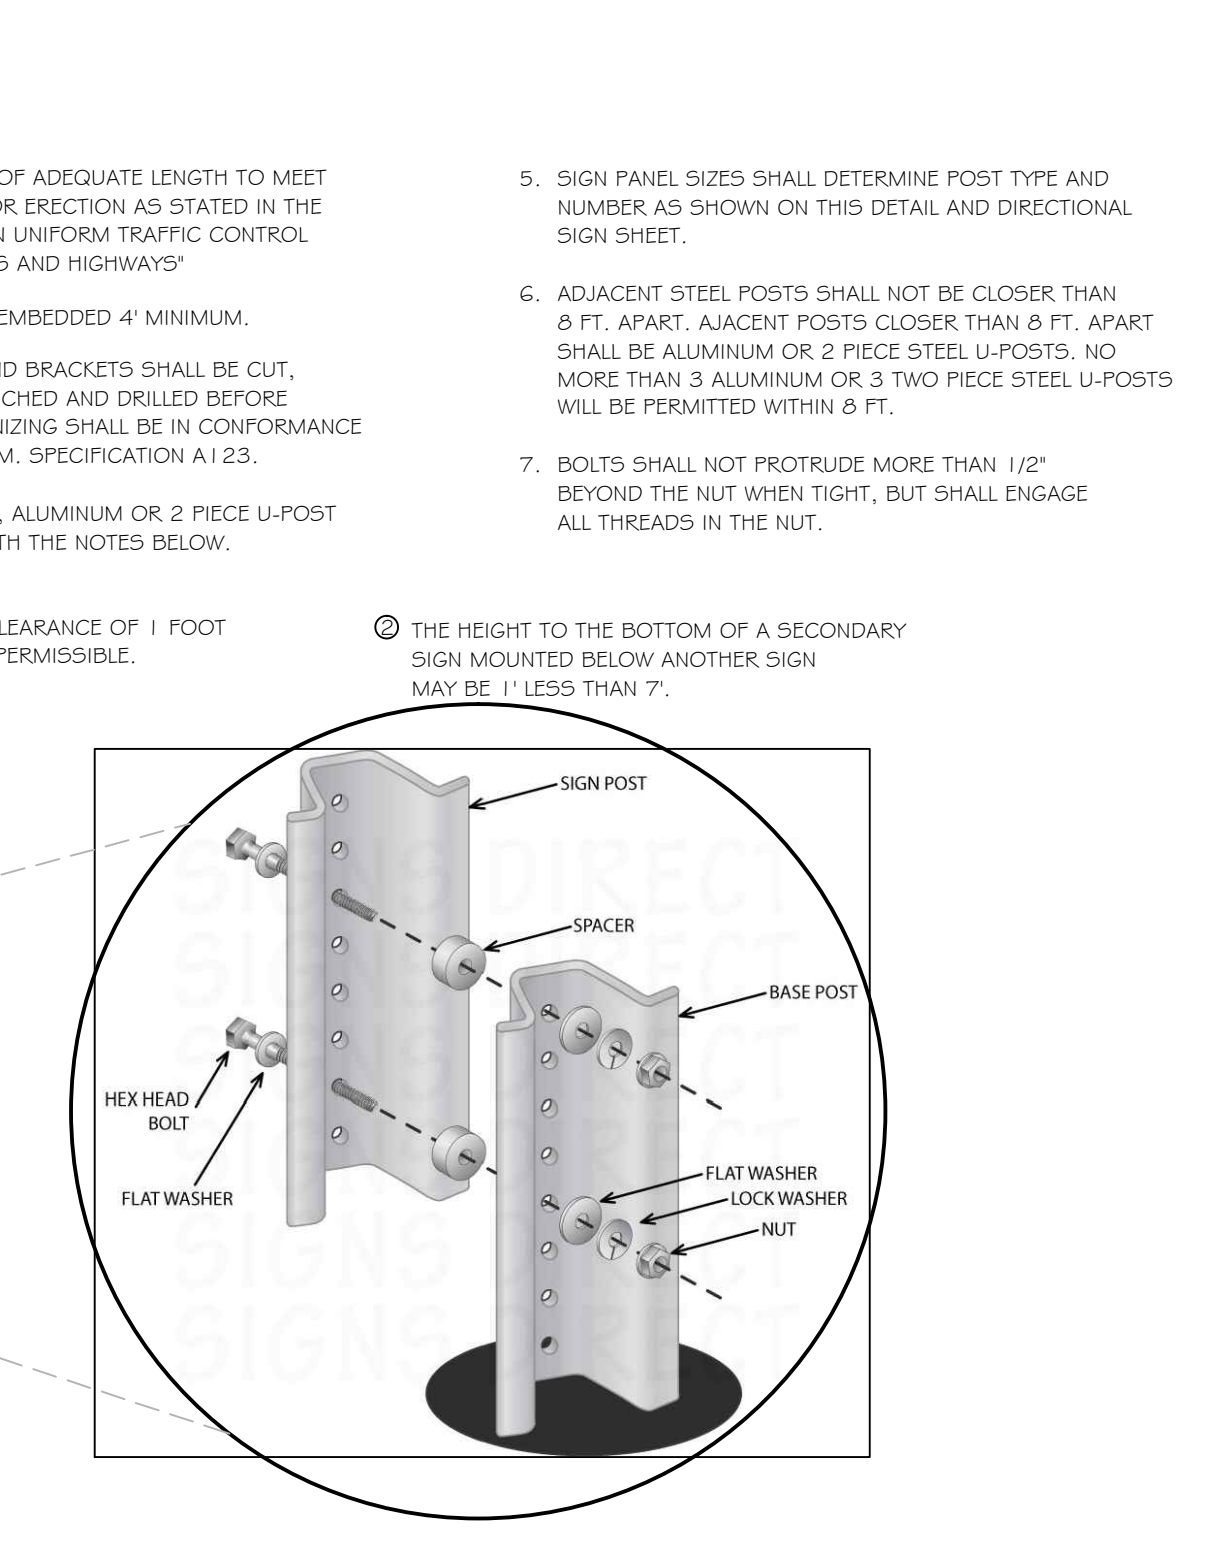 OF ADEQUATE LENGTH TO MEET
OR ERECTION AS STATED IN THE
N UNIFORM TRAFFIC CONTROL
S AND HIGHWAYS"
EMBEDDED 4' MINIMUM.
ND BRACKETS SHALL BE CUT,
CHED AND DRILLED BEFORE
NIZING SHALL BE IN CONFORMANCE
M. SPECIFICATION A123.
, ALUMINUM OR 2 PIECE U-POST
TH THE NOTES BELOW.
5. SIGN PANEL SIZES SHALL DETERMINE POST TYPE AND
NUMBER AS SHOWN ON THIS DETAIL AND DIRECTIONAL
SIGN SHEET.
6. ADJACENT STEEL POSTS SHALL NOT BE CLOSER THAN
8 FT. APART. AJACENT POSTS CLOSER THAN 8 FT. APART
SHALL BE ALUMINUM OR 2 PIECE STEEL U-POSTS. NO
MORE THAN 3 ALUMINUM OR 3 TWO PIECE STEEL U-POSTS
WILL BE PERMITTED WITHIN 8 FT.
7. BOLTS SHALL NOT PROTRUDE MORE THAN 1/2"
BEYOND THE NUT WHEN TIGHT, BUT SHALL ENGAGE
ALL THREADS IN THE NUT.
LEARANCE OF 1 FOOT
PERMISSIBLE.
② THE HEIGHT TO THE BOTTOM OF A SECONDARY
SIGN MOUNTED BELOW ANOTHER SIGN
MAY BE 1' LESS THAN 7'.
SIGN POST
SIGNS DIRECT
SPACER
SIGNS DIRECT
BASE POST
SIGNS DIRECT
HEX HEAD
BOLT
SIGNS DIRECT
FLAT WASHER
FLAT WASHER
LOCK WASHER
NUT
SIGNS DIRECT
SIGNS DIRECT